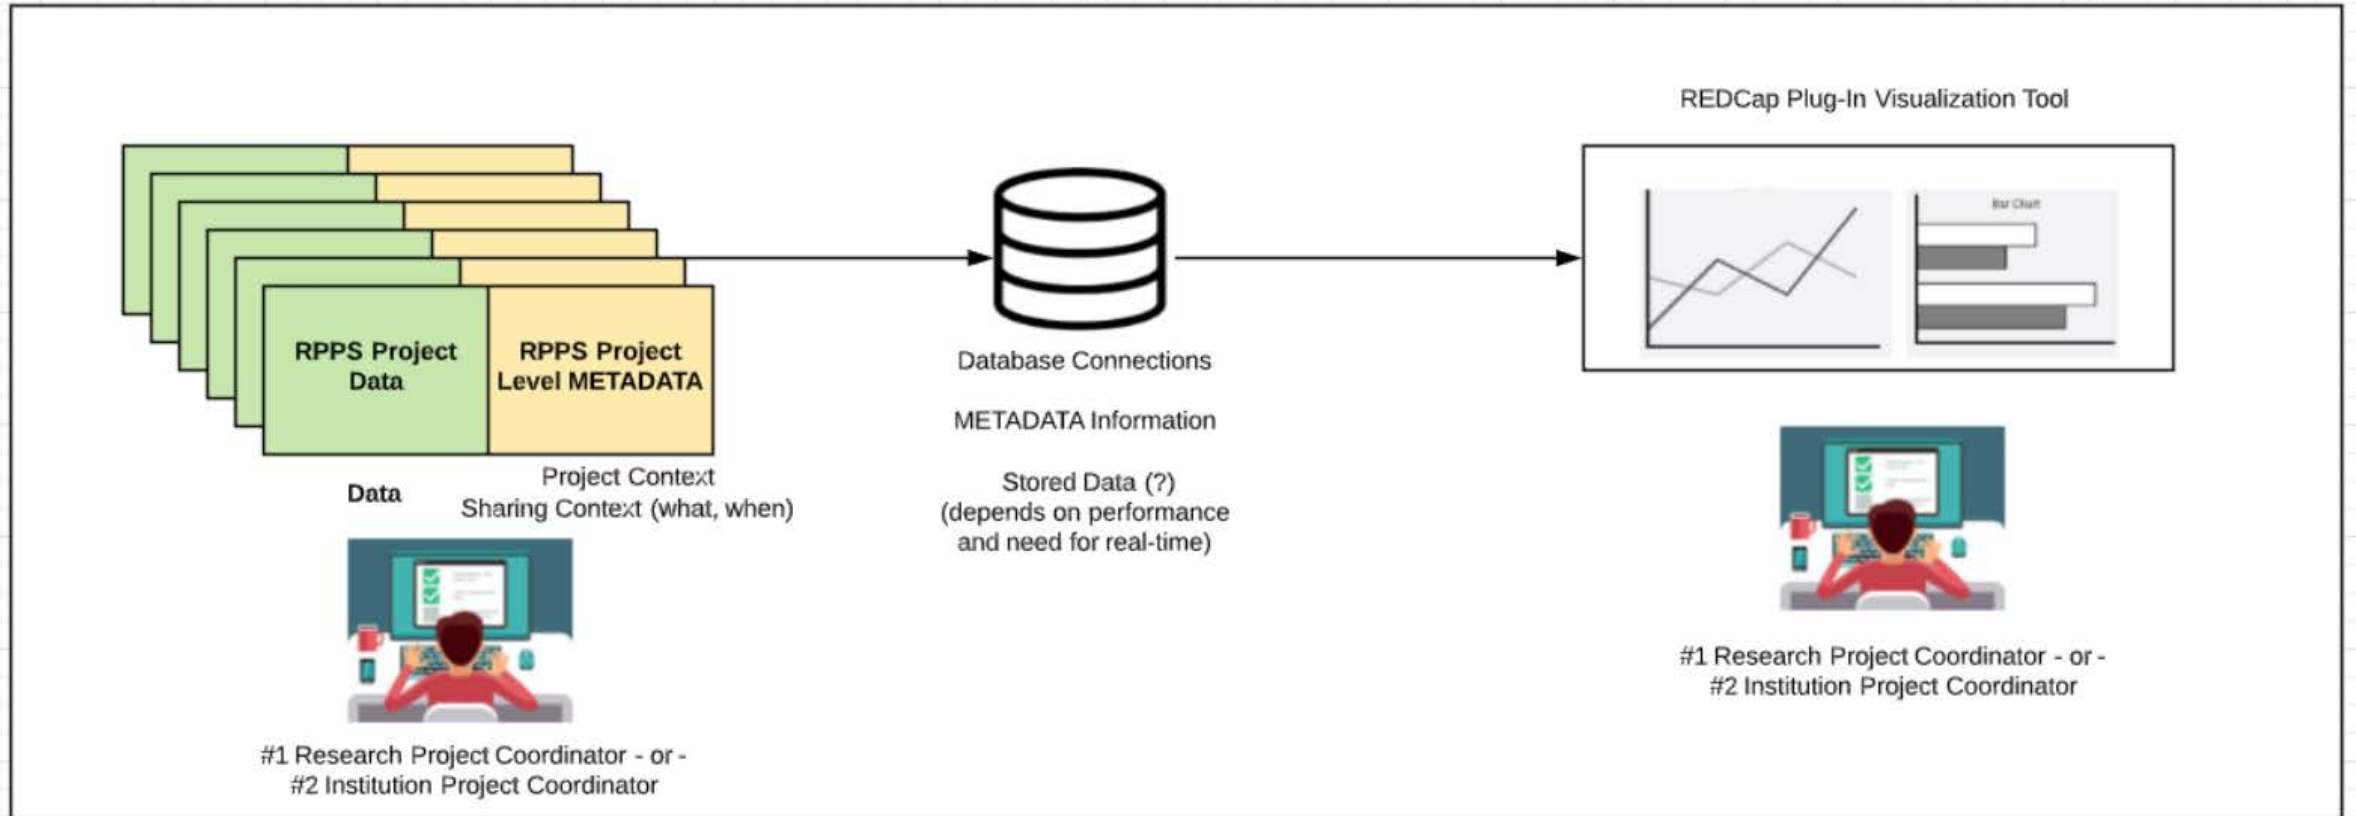 REDCap Plug-In Visualization Tool
Bar Chart
RPPS Project
Data
RPPS Project
Level METADATA
Data
Project Context
Sharing Context (what, when)
#1 Research Project Coordinator - or -
#2 Institution Project Coordinator
Database Connections
METADATA Information
Stored Data (?)
(depends on performance
and need for real-time)
#1 Research Project Coordinator - or -
#2 Institution Project Coordinator